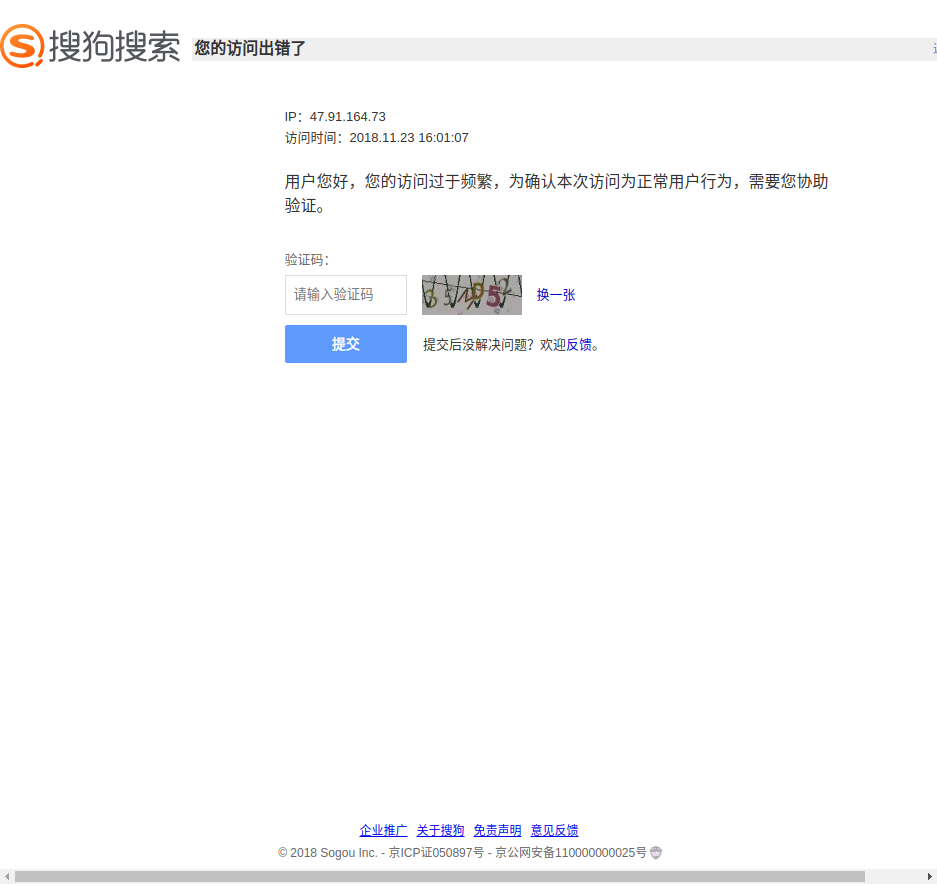 搜狗搜索
您的访问出错了
IP：47.91.164.73
访问时间：2018.11.23 16:01:07
用户您好，您的访问过于频繁，为确认本次访问为正常用户行为，需要您协助
验证。
验证码：
请输入验证码
换一张
提交
提交后没解决问题？欢迎反馈。
企业推广 关于搜狗 免责声明 意见反馈
© 2018 Sogou Inc. - 京ICP证050897号 - 京公网安备110000000025号